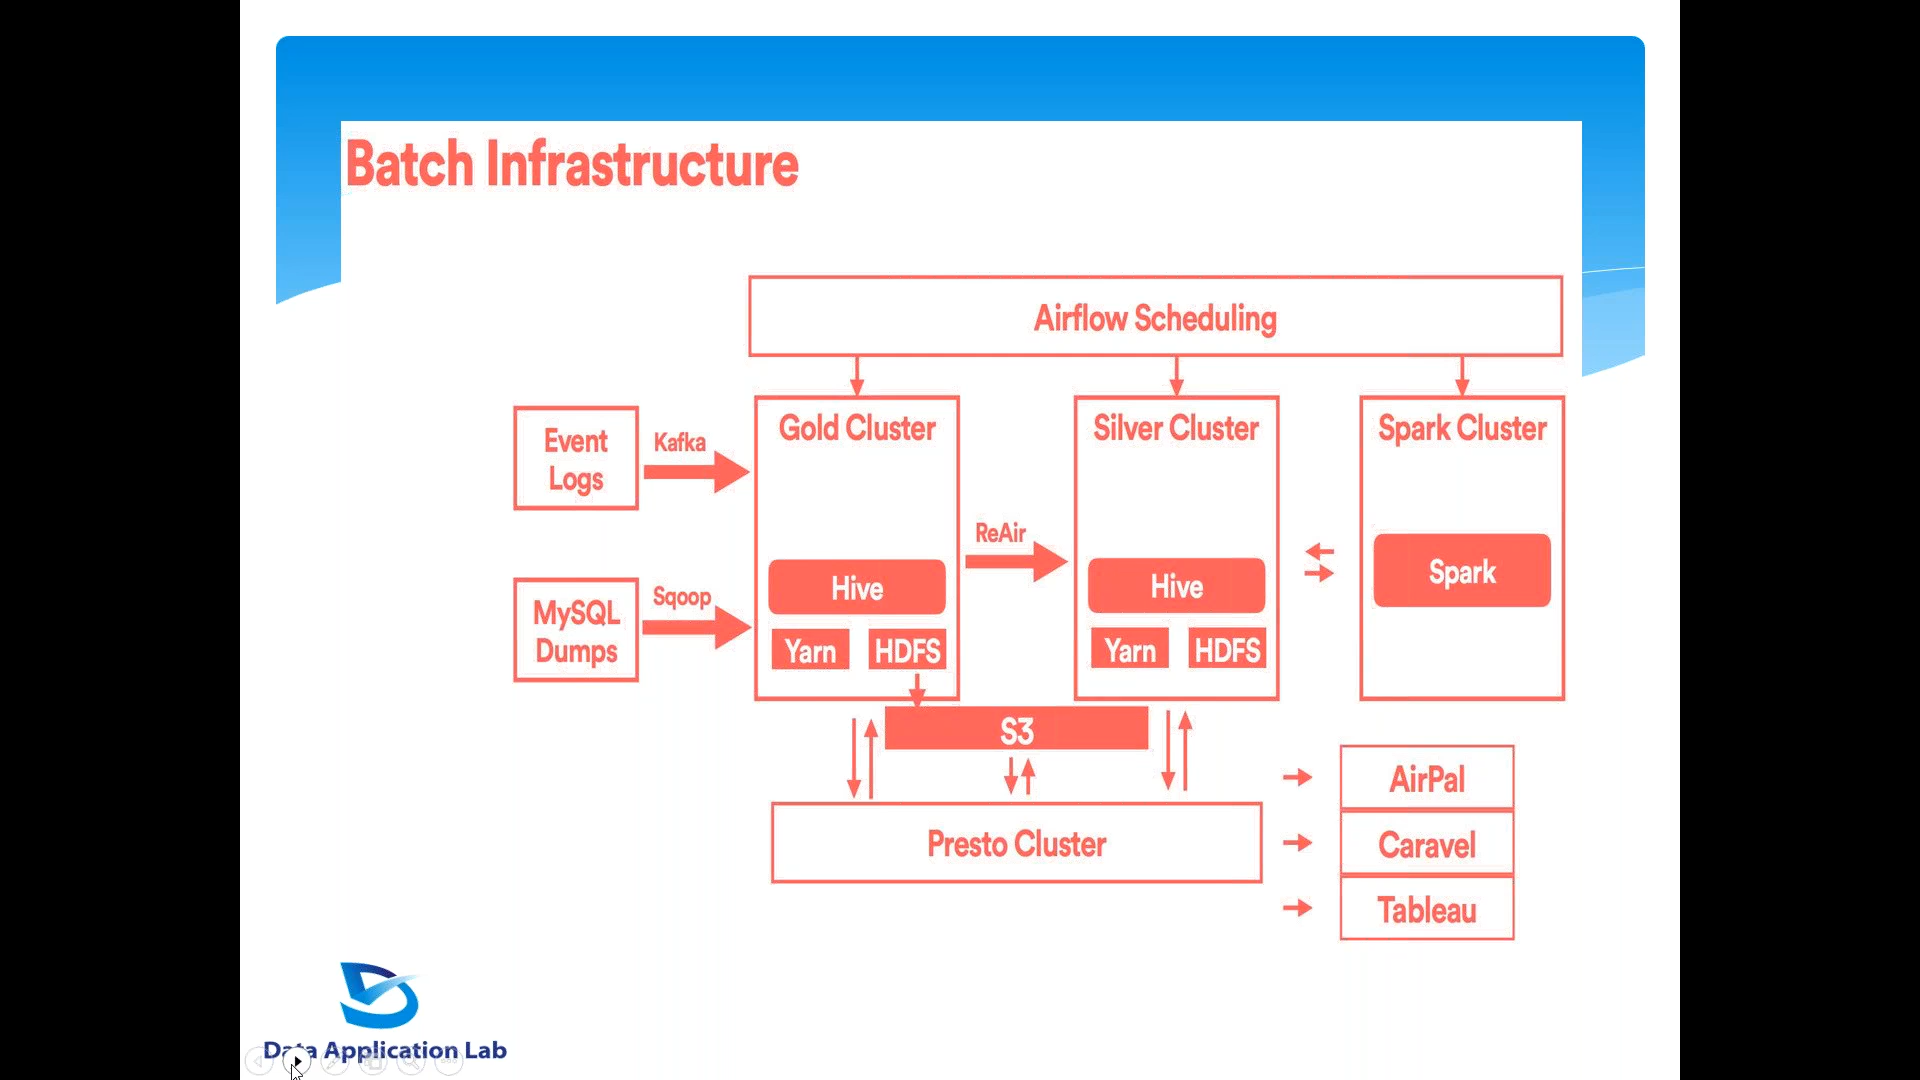 Batch Infrastructure
Airflow Scheduling
Event
Logs
Kafka
MySQL
Dumps
Sqoop
Gold Cluster
Hive
Yarn
HDFS
ReAir
Silver Cluster
Hive
Yarn
HDFS
Spark Cluster
Spark
S3
Presto Cluster
AirPal
Caravel
Tableau
Data Application Lab